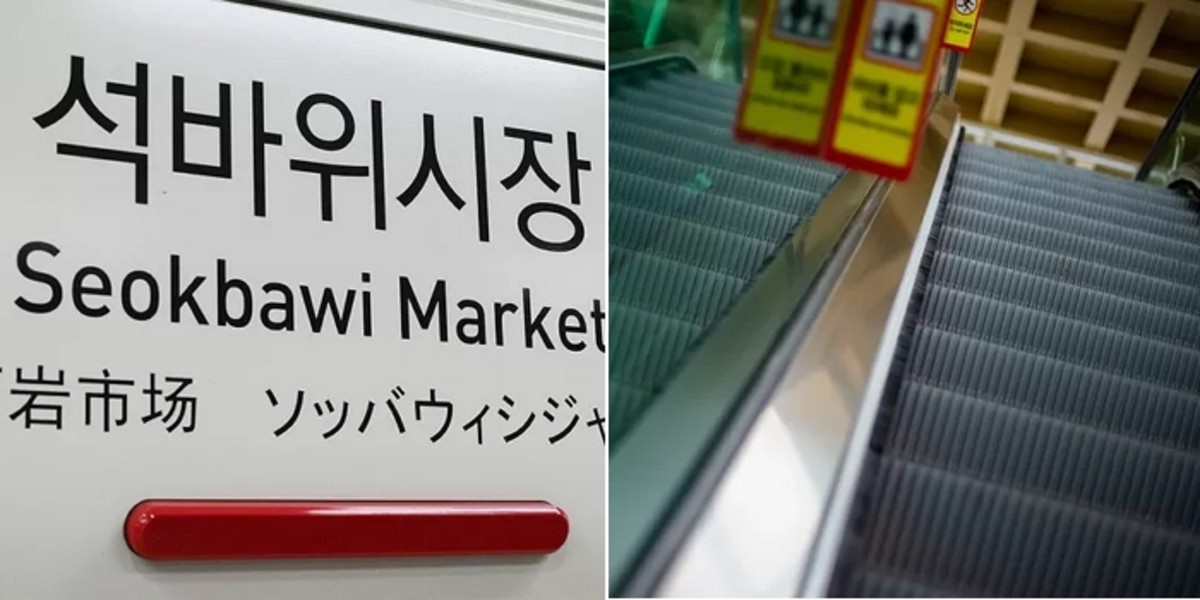 석바위시장
Seokbawi Market
岩市场 ソッバウィシジャ